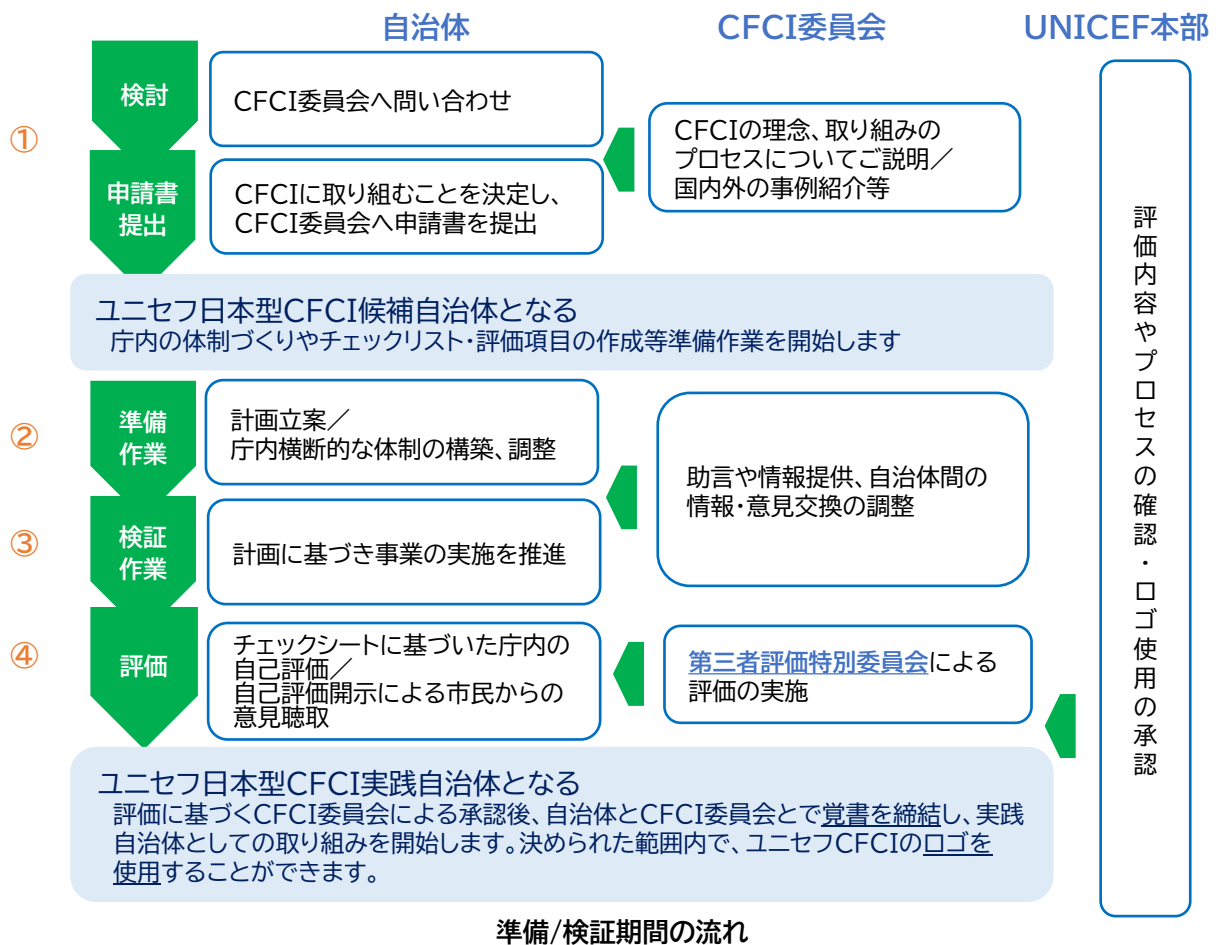 自治体
CFCI委員会
UNICEF本部
①
検討
CFCI委員会へ問い合わせ
CFCIの理念、取り組みの
プロセスについてご説明／
国内外の事例紹介等
申請書
提出
CFCIに取り組むことを決定し、
CFCI委員会へ申請書を提出
ユニセフ日本型CFCI候補自治体となる
庁内の体制づくりやチェックリスト・評価項目の作成等準備作業を開始します
②
準備
作業
計画立案／
庁内横断的な体制の構築、調整
助言や情報提供、自治体間の
情報・意見交換の調整
③
検証
作業
計画に基づき事業の実施を推進
④
評価
チェックシートに基づいた庁内の
自己評価／
自己評価開示による市民からの
意見聴取
第三者評価特別委員会による
評価の実施
評価内容やプロセスの確認・ロゴ使用の承認
ユニセフ日本型CFCI実践自治体となる
評価に基づくCFCI委員会による承認後、自治体とCFCI委員会とで覚書を締結し、実践
自治体としての取り組みを開始します。決められた範囲内で、ユニセフCFCIのロゴを
使用することができます。
準備/検証期間の流れ